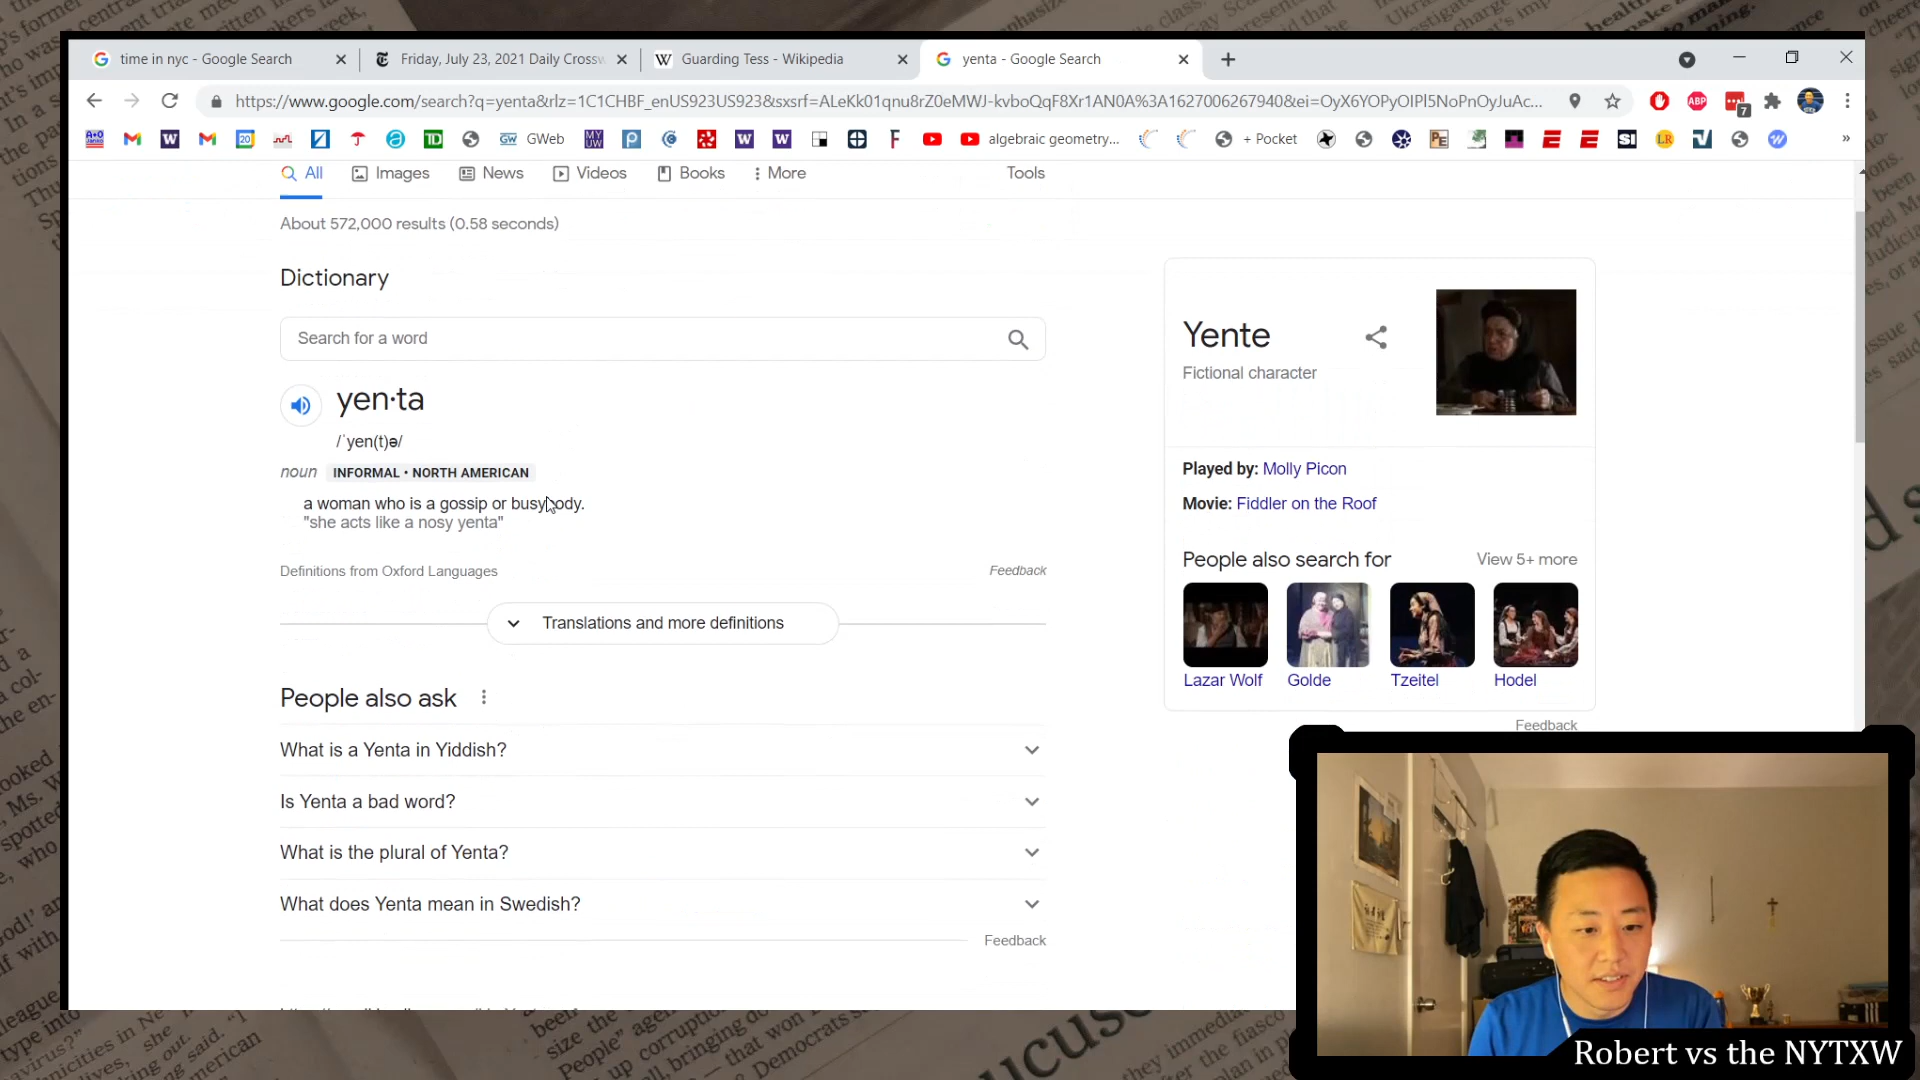 time in nyc - Google Search
Friday, July 23, 2021 Daily Crossw
Guarding Tess - Wikipedia
yenta - Google Search
https://www.google.com/search?q=yenta&rlz=1C1CHBF_enUS923US923&sxsrf=ALeKk01qnu8rZ0eMWJ-kvboQqF8Xr1AN0A%3A1627006267940&ei=OyX6YOPyOIPl5NoPnOyJuAc...
GWeb
algebraic geometry...
+ Pocket
All
Images
News
Videos
Books
More
Tools
About 572,000 results (0.58 seconds)
Dictionary
Search for a word
yen·ta
/ˈyen(t)ə/
noun INFORMAL • NORTH AMERICAN
a woman who is a gossip or busybody.
"she acts like a nosy yenta"
Definitions from Oxford Languages
Feedback
Translations and more definitions
People also ask
What is a Yenta in Yiddish?
Is Yenta a bad word?
What is the plural of Yenta?
What does Yenta mean in Swedish?
Feedback
Yente
Fictional character
Played by: Molly Picon
Movie: Fiddler on the Roof
People also search for
View 5+ more
Lazar Wolf
Golde
Tzeitel
Hodel
Feedback
Robert vs the NYTXW